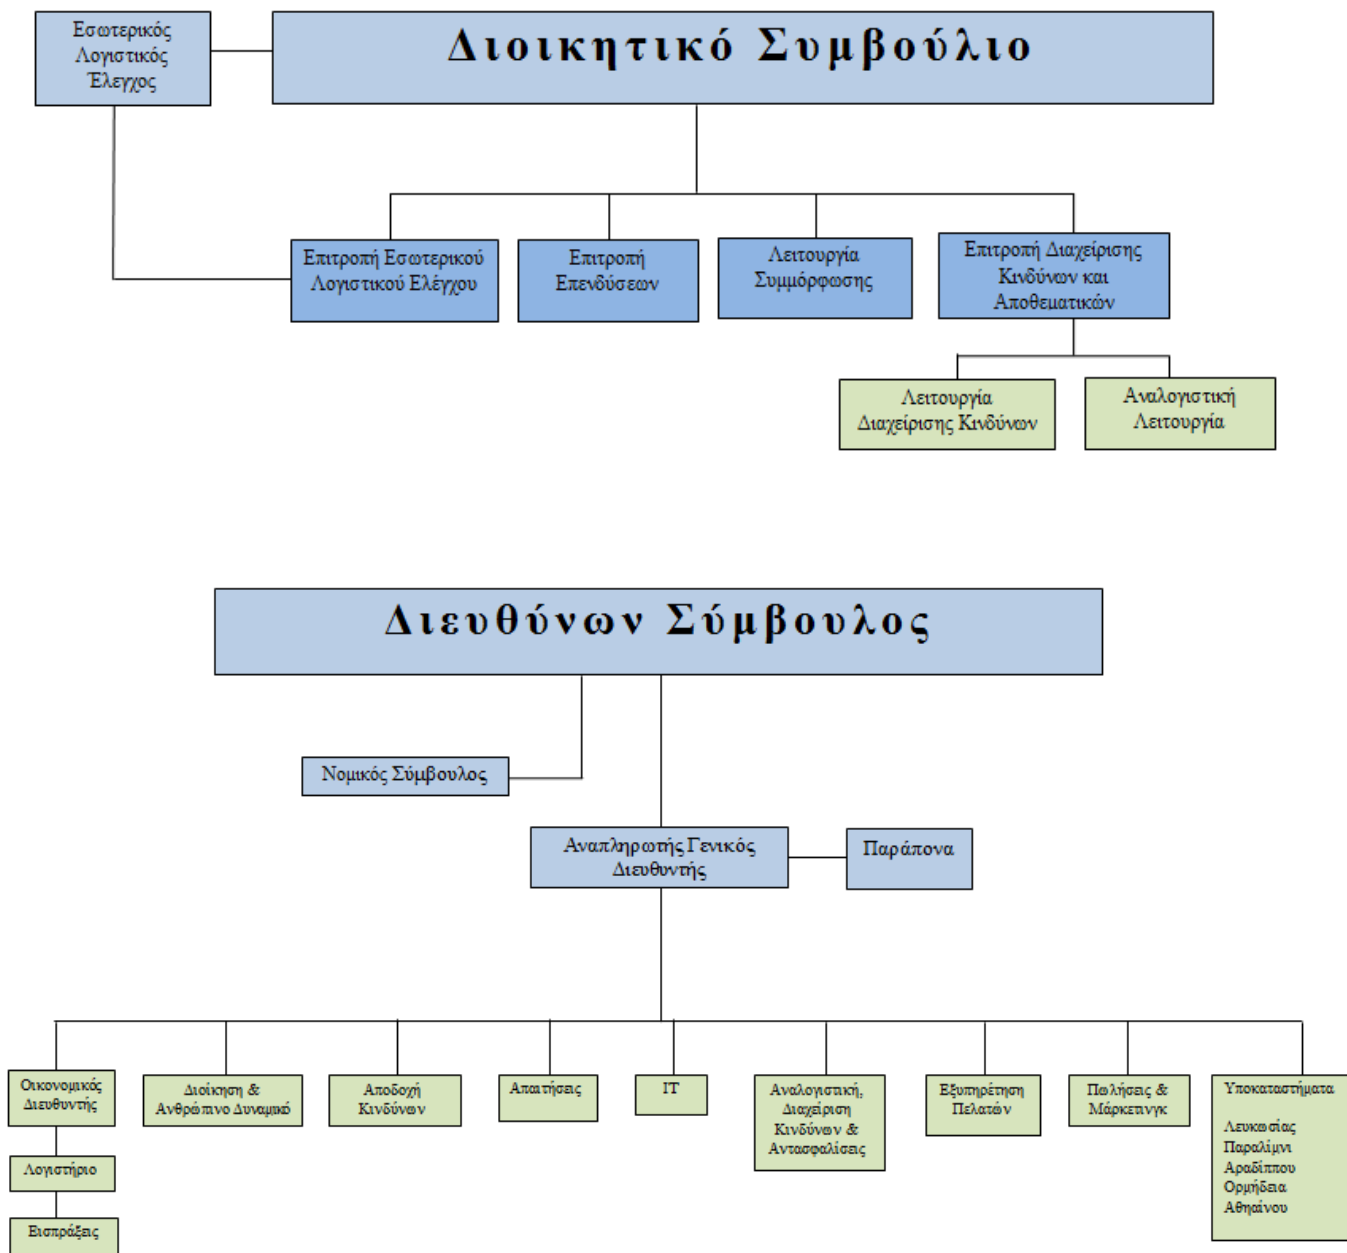 Εσωτερικός
Λογιστικός
Έλεγχος
Διοικητικό Συμβούλιο
Επιτροπή Εσωτερικού
Λογιστικού Ελέγχου
Επιτροπή
Επενδύσεων
Λειτουργία
Συμμόρφωσης
Επιτροπή Διαχείρισης
Κινδύνων και
Αποθεματικών
Λειτουργία
Διαχείρισης Κινδύνων
Αναλογιστική
Λειτουργία
Διευθύνων Σύμβουλος
Νομικός Σύμβουλος
Αναπληρωτής Γενικός
Διευθυντής
Παράπονα
Οικονομικός
Διευθυντής
Διοίκηση &
Ανθρώπινο Δυναμικό
Αποδοχή
Κινδύνων
Απαιτήσεις
IT
Αναλογιστική,
Διαχείριση
Κινδύνων &
Αντασφαλίσεις
Εξυπηρέτηση
Πελατών
Πωλήσεις &
Μάρκετινγκ
Υποκαταστήματα
Λευκωσίας
Παραλίμνι
Αραδίππου
Ορμήδεια
Αθηαίνου
Λογιστήριο
Εισπράξεις